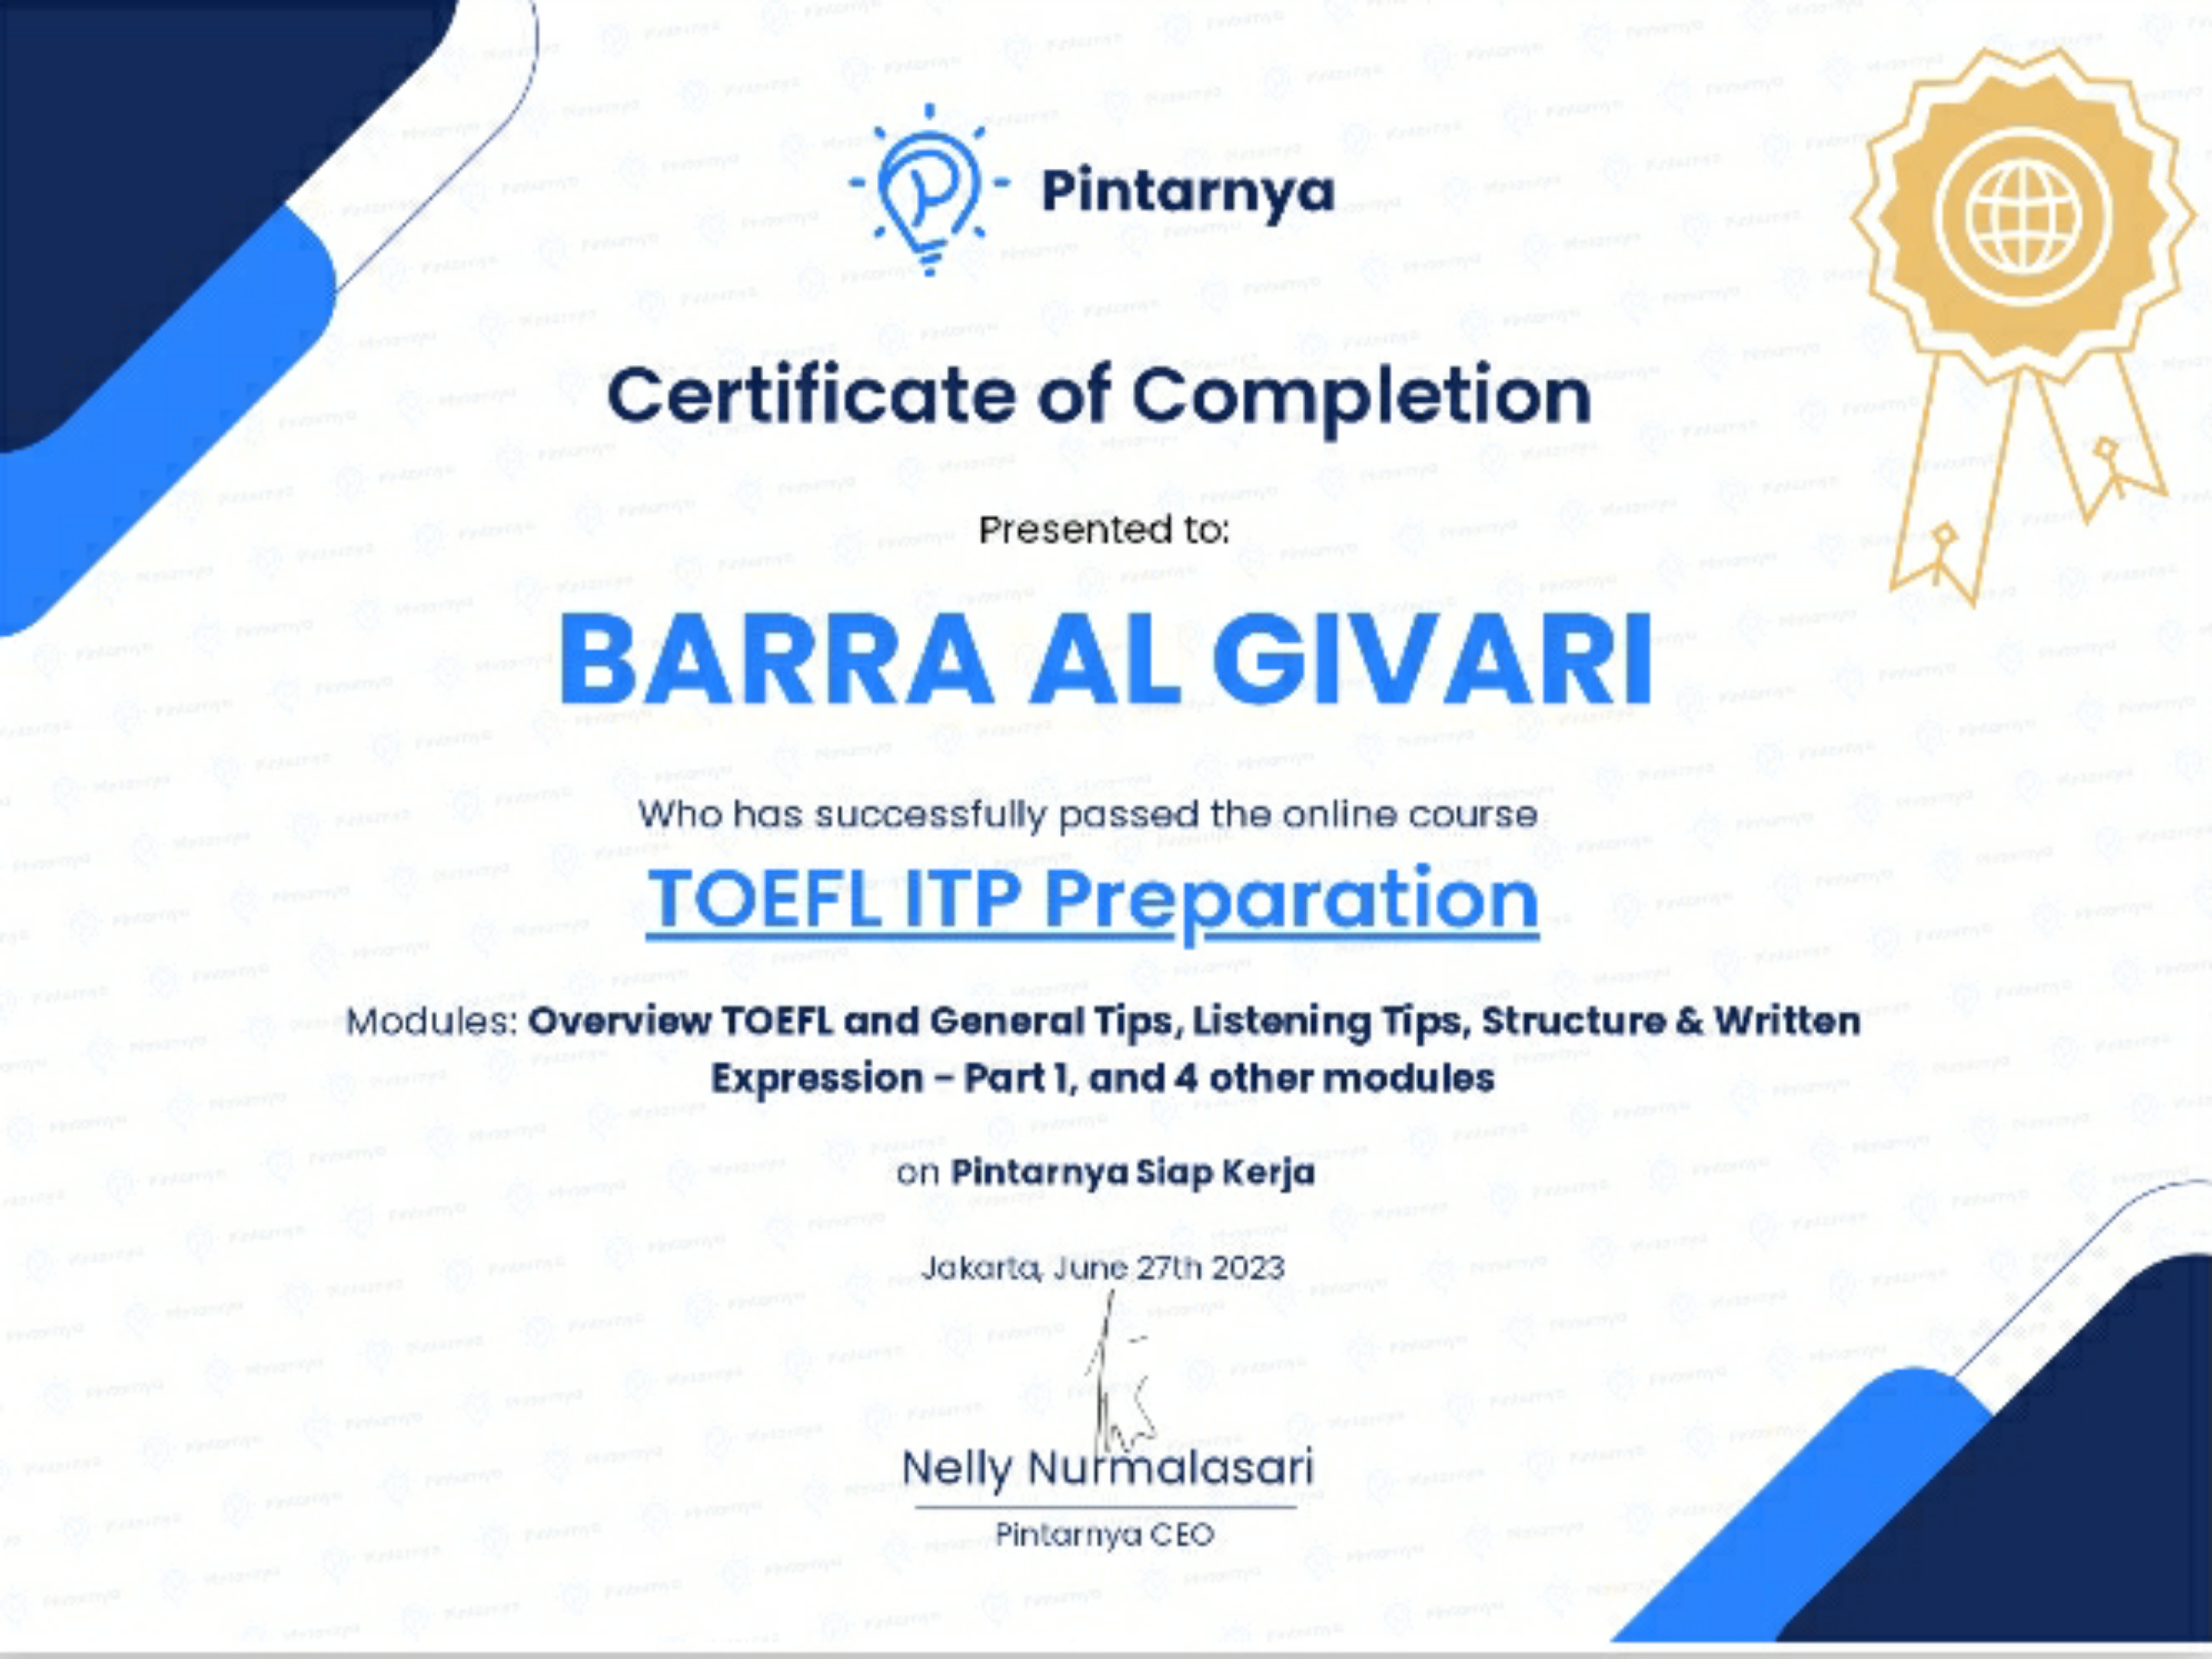 Pintarnya
Certificate of Completion
Presented to:
BARRA AL GIVARI
Who has successfully passed the online course
TOEFL ITP Preparation
Modules: Overview TOEFL and General Tips, Listening Tips, Structure & Written
Expression - Part 1, and 4 other modules
on Pintarnya Siap Kerja
Jakarta, June 27th 2023
Nelly Nurmalasari
Pintarnya CEO